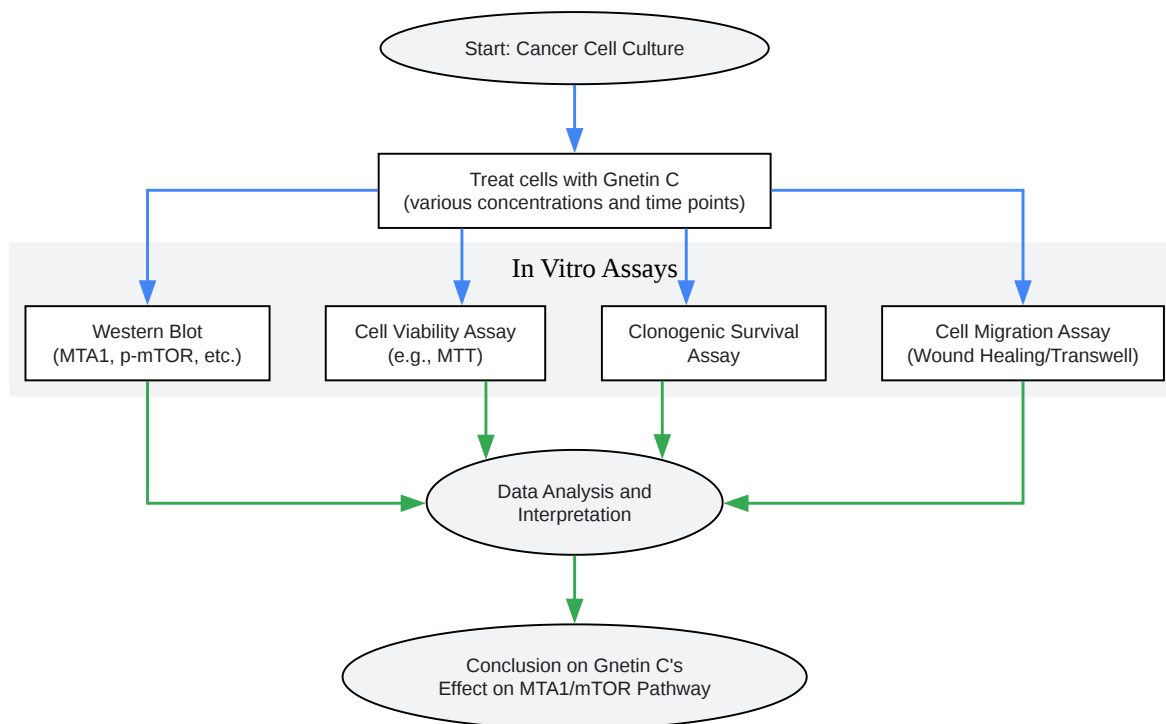 Start: Cancer Cell Culture
Treat cells with Gnetin C
(various concentrations and time points)
In Vitro Assays
Western Blot
(MTA1, p-mTOR, etc.)
Cell Viability Assay
(e.g., MTT)
Clonogenic Survival
Assay
Cell Migration Assay
(Wound Healing/Transwell)
Data Analysis and
Interpretation
Conclusion on Gnetin C's
Effect on MTA1/mTOR Pathway